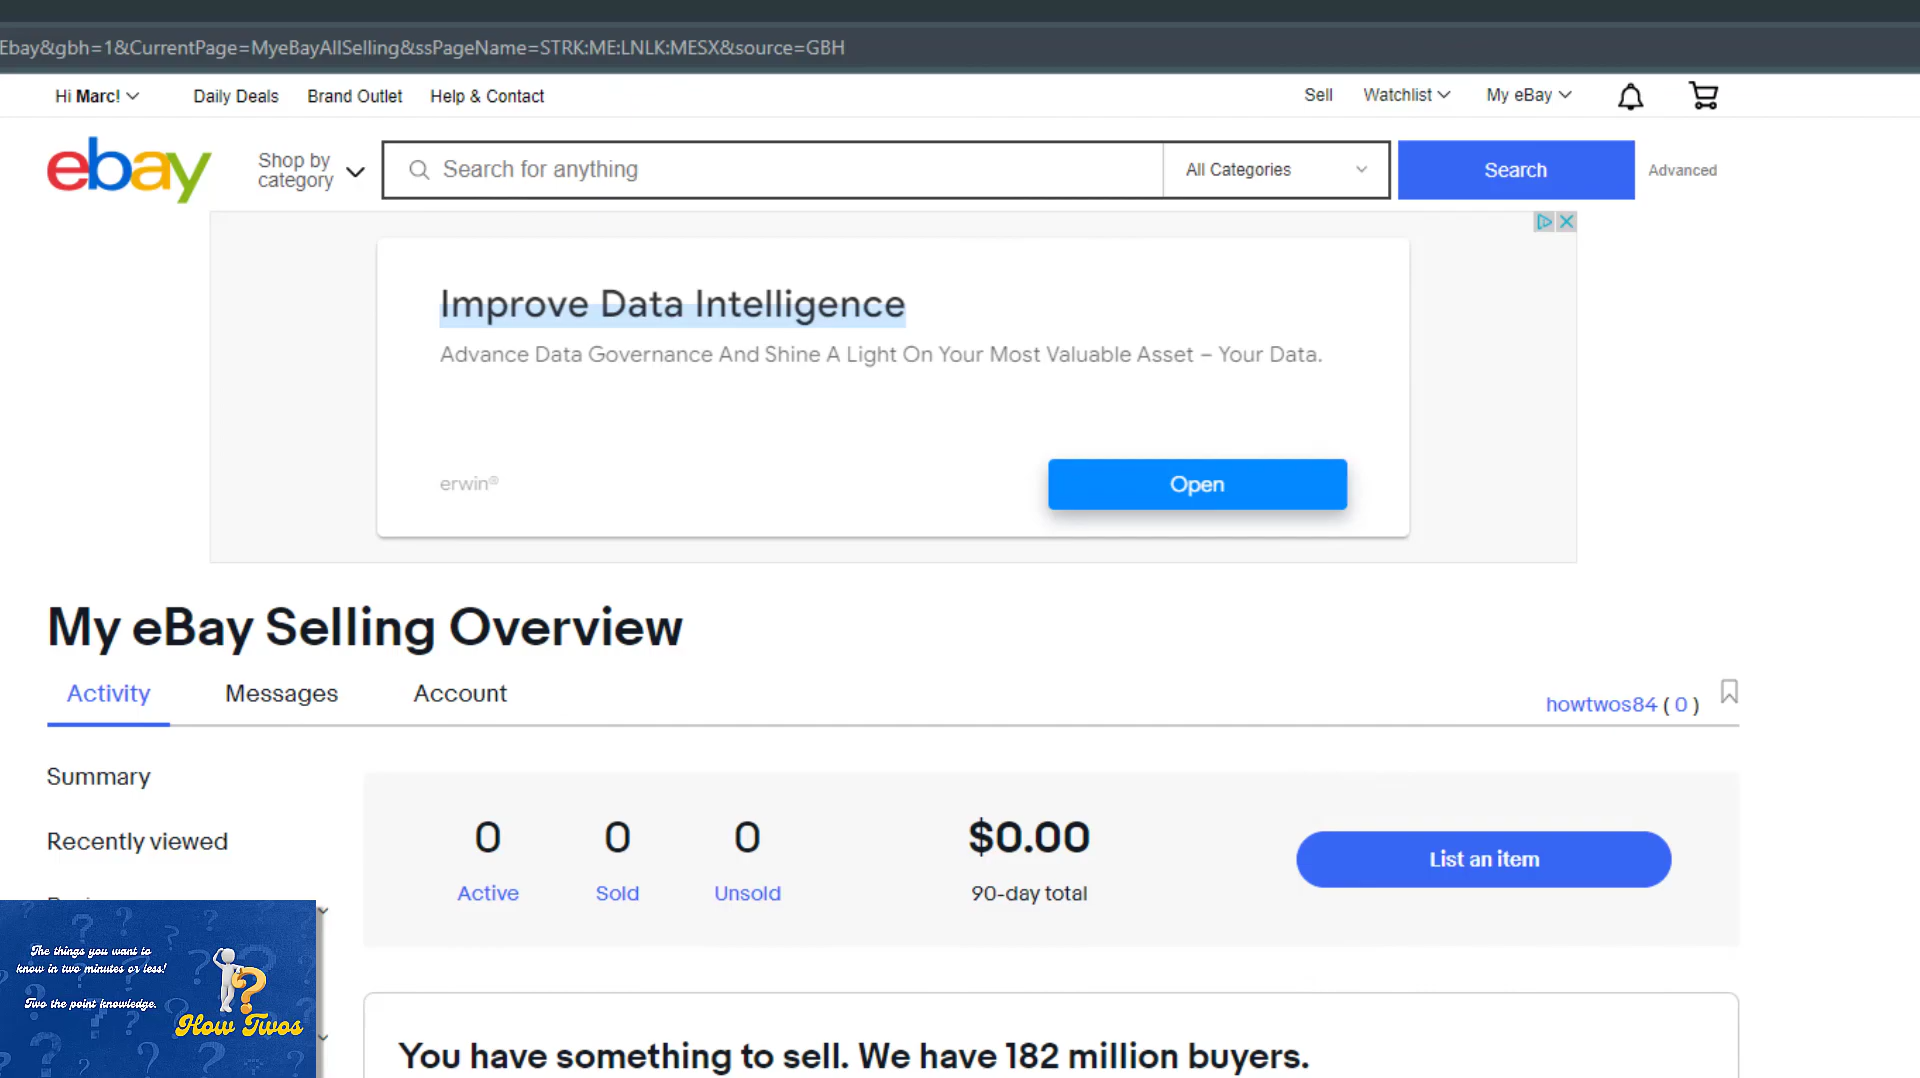 Ebay&gbh=1&CurrentPage=MyeBayAllSelling&ssPageName=STRK:ME:LNLK:MESX&source=GBH
Hi Marc! Daily Deals Brand Outlet Help & Contact Sell Watchlist My eBay
ebay
Shop by
category
Search for anything
All Categories
Search
Advanced
Improve Data Intelligence
Advance Data Governance And Shine A Light On Your Most Valuable Asset – Your Data.
erwin®
Open
My eBay Selling Overview
Activity Messages Account
howtwos84 ( 0 )
Summary
Recently viewed
0 0 0 $0.00
Active Sold Unsold 90-day total
List an item
The things you want to
know in two minutes or less!
Two the point knowledge.
How Twos
You have something to sell. We have 182 million buyers.